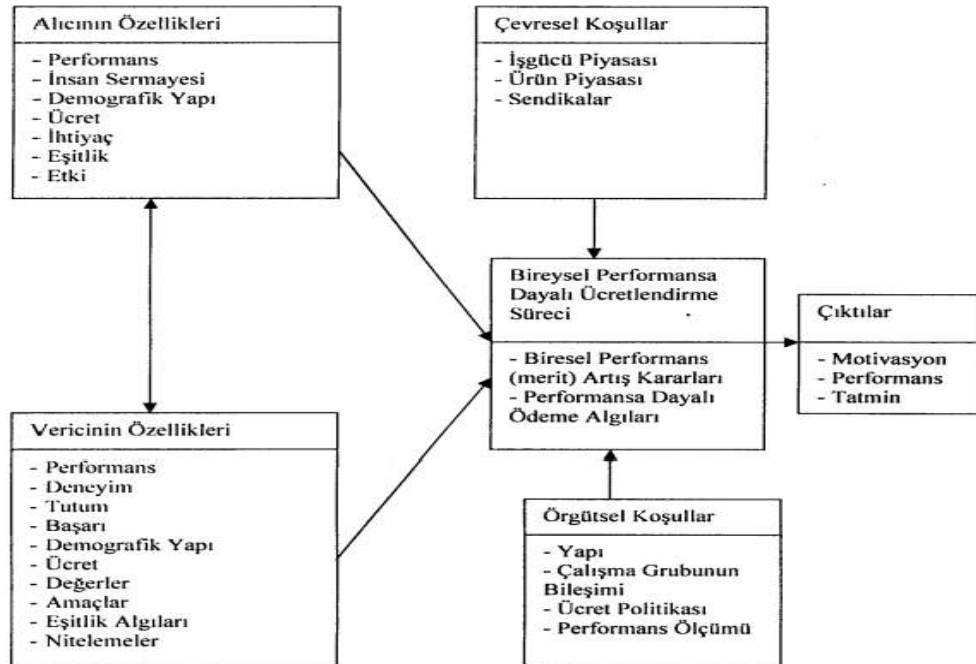 Alıcının Özellikleri
- Performans
- İnsan Sermayesi
- Demografik Yapı
- Ücret
- İhtiyaç
- Eşitlik
- Etki
Çevresel Koşullar
- İşgücü Piyasası
- Ürün Piyasası
- Sendikalar
Bireysel Performansa
Dayalı Ücretlendirme
Süreci
- Biresel Performans
(merit) Artış Kararları
- Performansa Dayalı
Ödeme Algıları
Çıktılar
- Motivasyon
- Performans
- Tatmin
Vericinin Özellikleri
- Performans
- Deneyim
- Tutum
- Başarı
- Demografik Yapı
- Ücret
- Değerler
- Amaçlar
- Eşitlik Algıları
- Nitelemeler
Örgütsel Koşullar
- Yapı
- Çalışma Grubunun
Bileşimi
- Ücret Politikası
- Performans Ölçümü